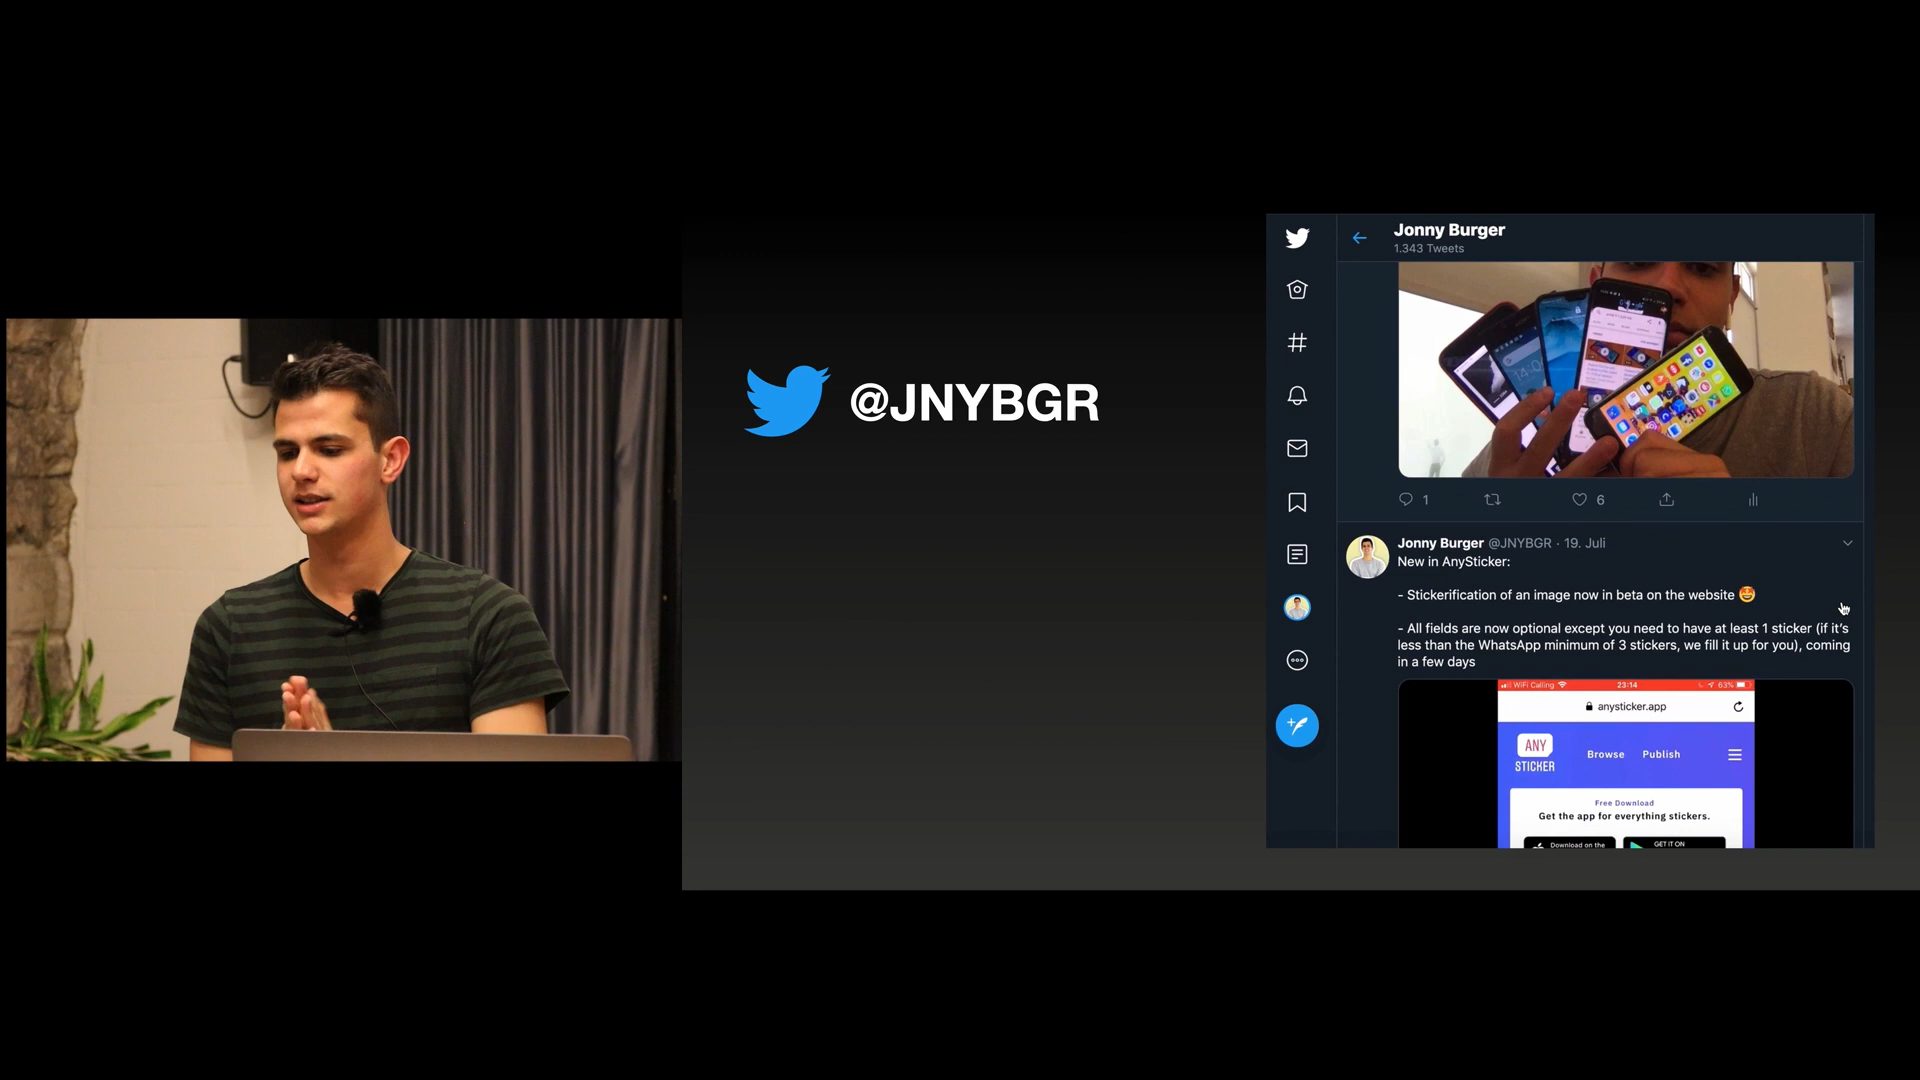 @JNYBGR
Jonny Burger
1.343 Tweets
1
6
Jonny Burger @JNYBGR · 19. Juli
New in AnySticker:
- Stickerification of an image now in beta on the website 🤩
- All fields are now optional except you need to have at least 1 sticker (if it's
less than the WhatsApp minimum of 3 stickers, we fill it up for you), coming
in a few days
WiFi Calling 23:14 63%
anysticker.app
ANY
STICKER
Browse Publish
Free Download
Get the app for everything stickers.
Download on the
GET IT ON